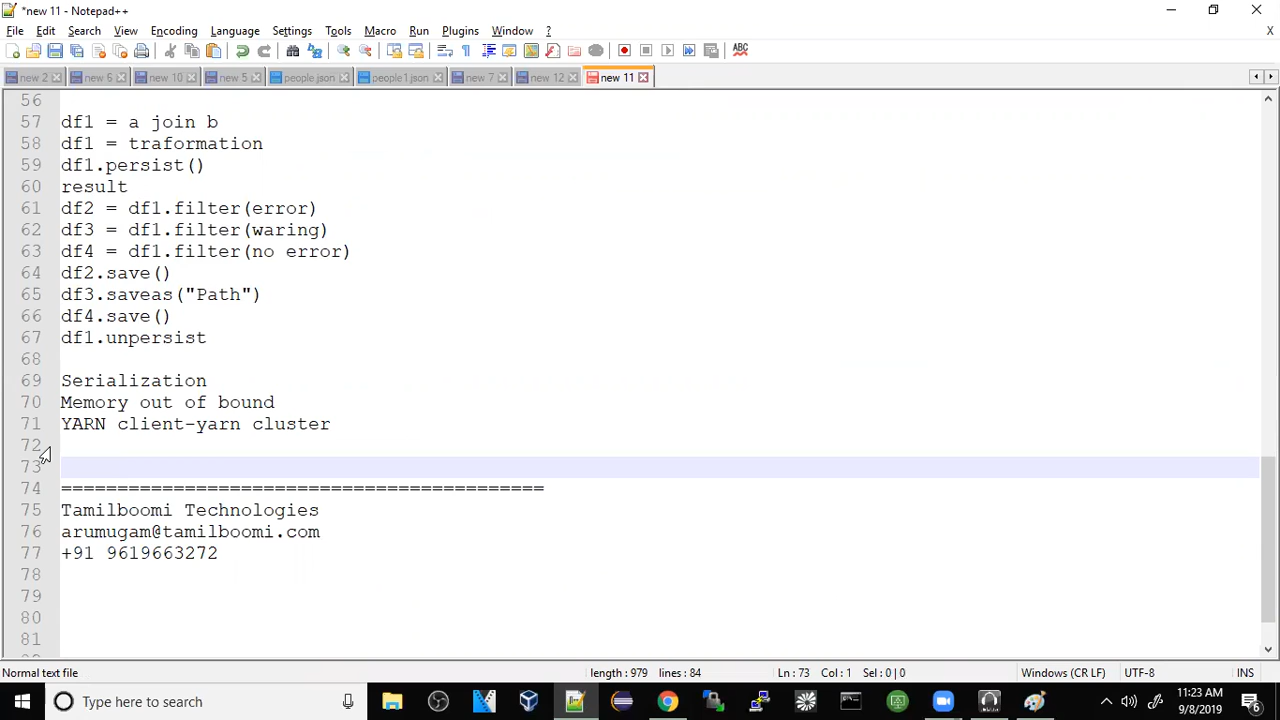 *new 11 - Notepad++
File Edit Search View Encoding Language Settings Tools Macro Run Plugins Window ?
X
new 2 new 6 new 10 new 5 people.json people1.json new 7 new 12 new 11
56
57 df1 = a join b
58 df1 = traformation
59 df1.persist()
60 result
61 df2 = df1.filter(error)
62 df3 = df1.filter(waring)
63 df4 = df1.filter(no error)
64 df2.save()
65 df3.saveas("Path")
66 df4.save()
67 df1.unpersist
68
69 Serialization
70 Memory out of bound
71 YARN client-yarn cluster
72
73
74 ===========================================
75 Tamilboomi Technologies
76 arumugam@tamilboomi.com
77 +91 9619663272
78
79
80
81
Normal text file length : 979 lines : 84 Ln : 73 Col : 1 Sel : 0 | 0 Windows (CR LF) UTF-8 INS
Type here to search
11:23 AM
9/8/2019
6